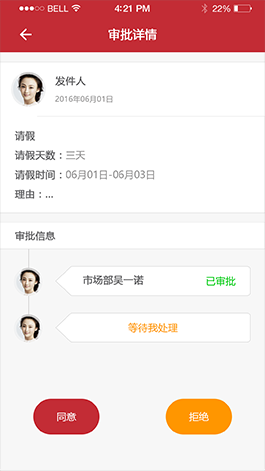 BELL 4:21 PM 22%
审批详情
发件人
2016年06月01日
请假
请假天数：三天
请假时间：06月01日-06月03日
理由：...
审批信息
市场部吴一诺 已审批
等待我处理
同意 拒绝